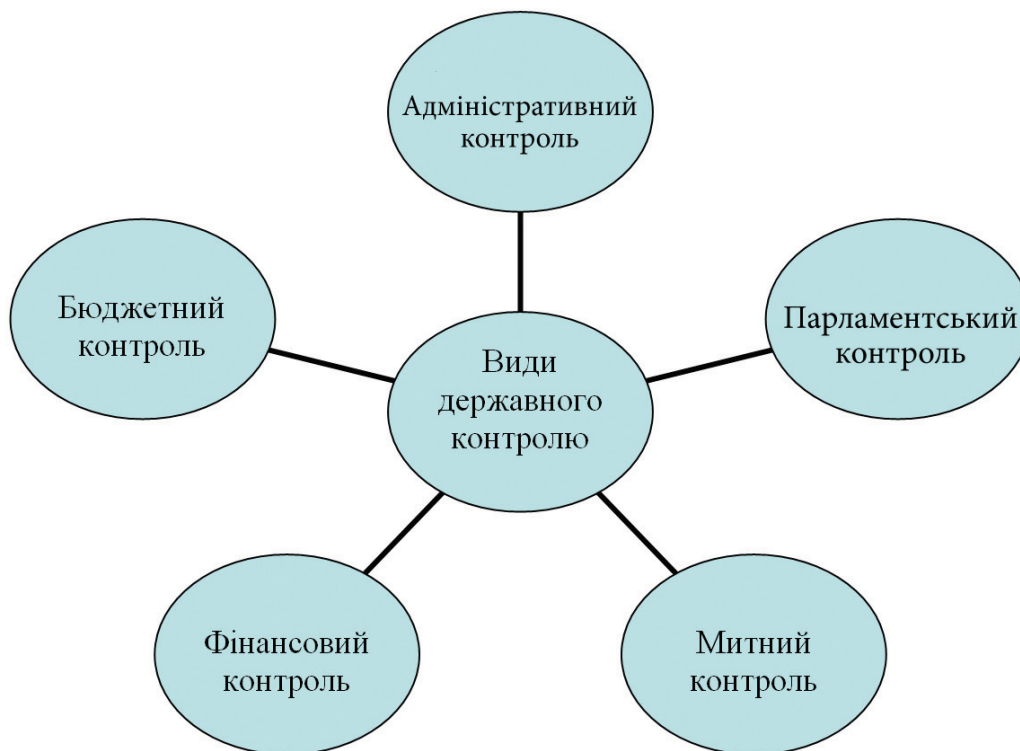 Адміністративний
контроль
Бюджетний
контроль
Парламентський
контроль
Види
державного
контролю
Фінансовий
контроль
Митний
контроль